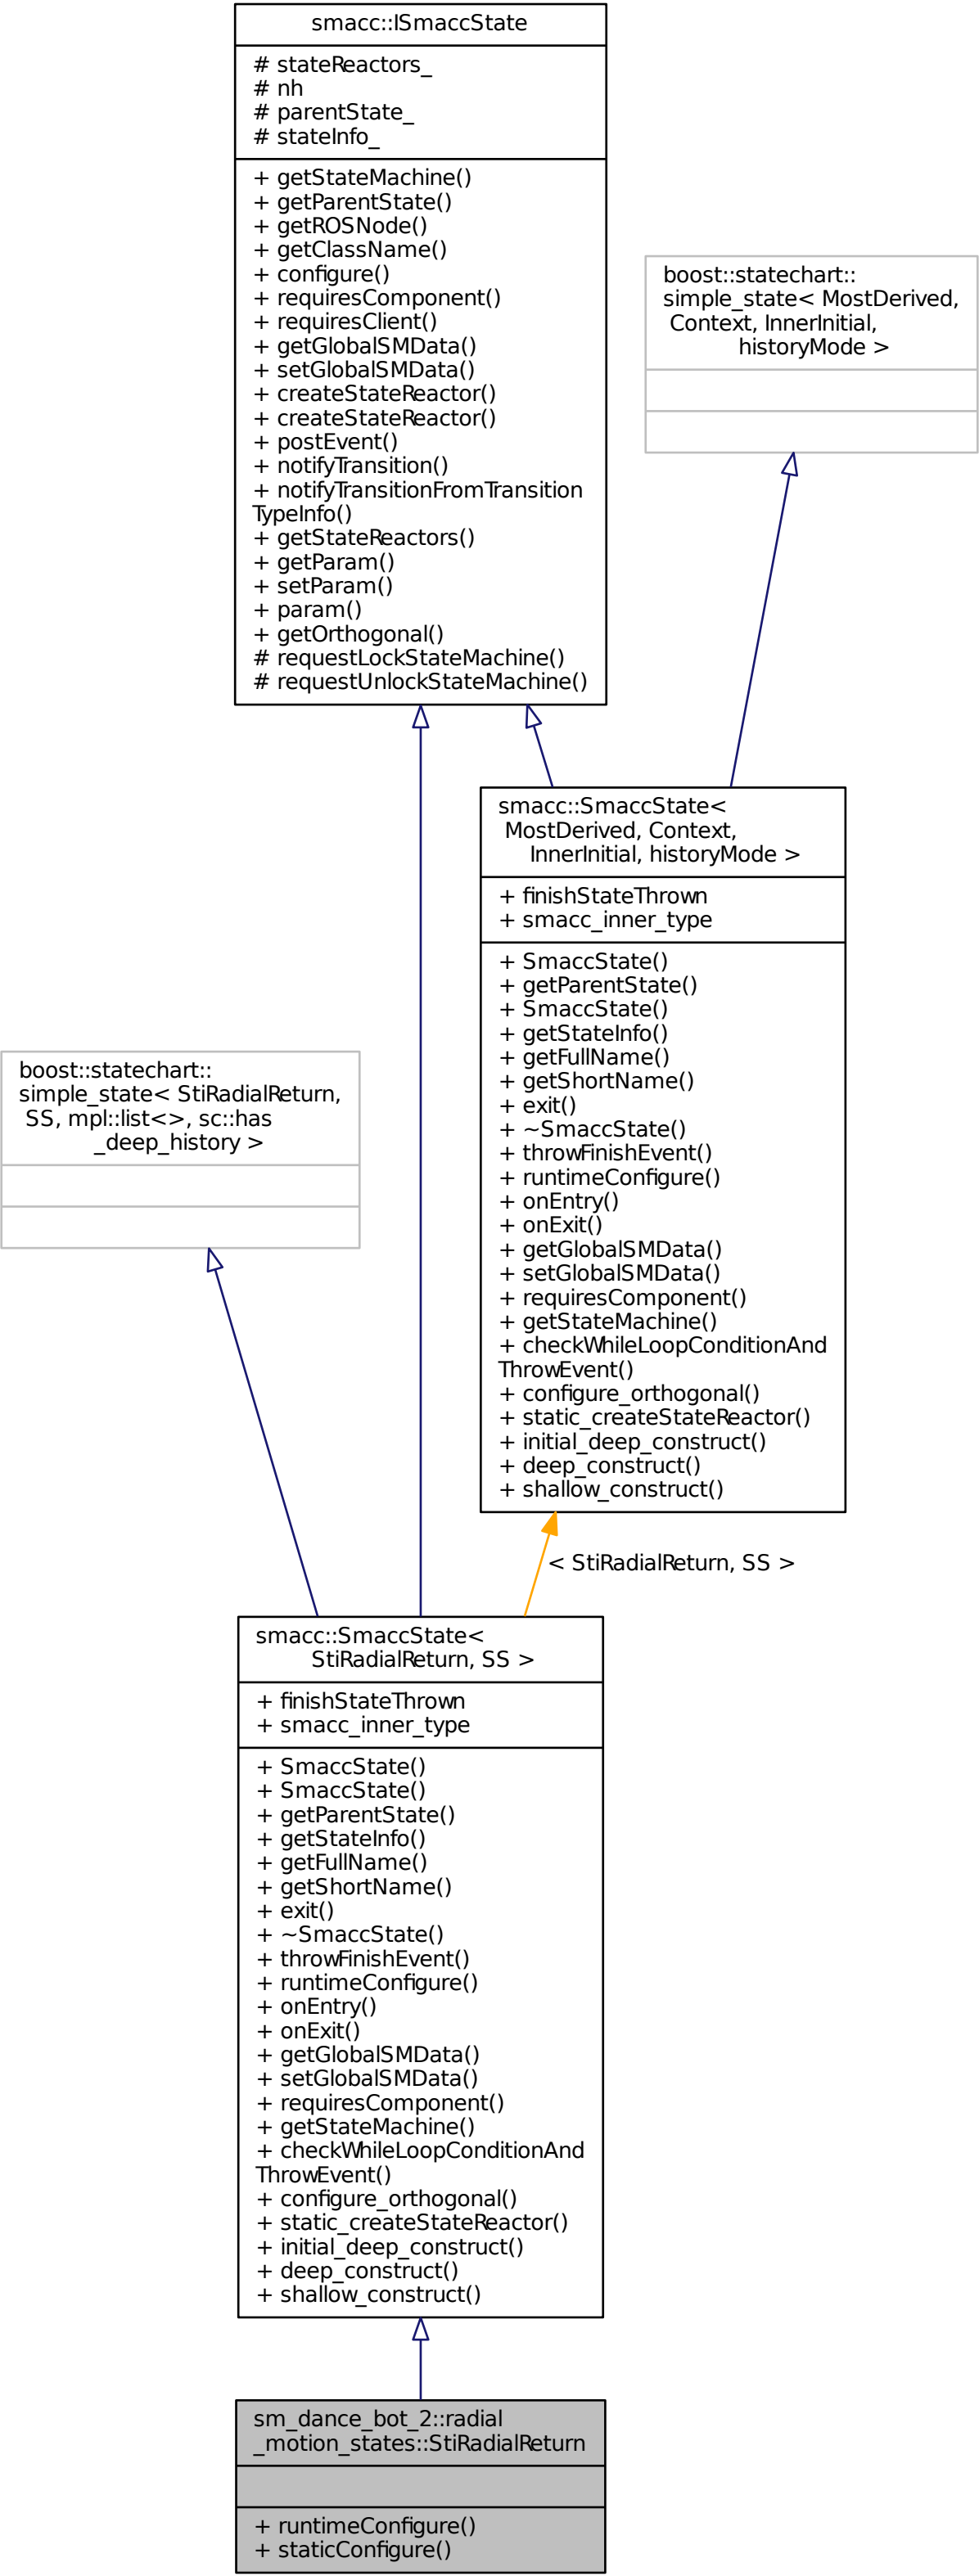 smacc::ISmaccState
# stateReactors_
# nh
# parentState_
# stateInfo_
+ getStateMachine()
+ getParentState()
+ getROSNode()
+ getClassName()
+ configure()
+ requiresComponent()
+ requiresClient()
+ getGlobalSMData()
+ setGlobalSMData()
+ createStateReactor()
+ createStateReactor()
+ postEvent()
+ notifyTransition()
+ notifyTransitionFromTransition
TypeInfo()
+ getStateReactors()
+ getParam()
+ setParam()
+ param()
+ getOrthogonal()
# requestLockStateMachine()
# requestUnlockStateMachine()
boost::statechart::
simple_state< MostDerived,
Context, InnerInitial,
historyMode >
smacc::SmaccState<
MostDerived, Context,
InnerInitial, historyMode >
+ finishStateThrown
+ smacc_inner_type
+ SmaccState()
+ getParentState()
+ SmaccState()
+ getStateInfo()
+ getFullName()
+ getShortName()
+ exit()
+ ~SmaccState()
+ throwFinishEvent()
+ runtimeConfigure()
+ onEntry()
+ onExit()
+ getGlobalSMData()
+ setGlobalSMData()
+ requiresComponent()
+ getStateMachine()
+ checkWhileLoopConditionAnd
ThrowEvent()
+ configure_orthogonal()
+ static_createStateReactor()
+ initial_deep_construct()
+ deep_construct()
+ shallow_construct()
boost::statechart::
simple_state< StiRadialReturn,
SS, mpl::list<>, sc::has
_deep_history >
< StiRadialReturn, SS >
smacc::SmaccState<
StiRadialReturn, SS >
+ finishStateThrown
+ smacc_inner_type
+ SmaccState()
+ SmaccState()
+ getParentState()
+ getStateInfo()
+ getFullName()
+ getShortName()
+ exit()
+ ~SmaccState()
+ throwFinishEvent()
+ runtimeConfigure()
+ onEntry()
+ onExit()
+ getGlobalSMData()
+ setGlobalSMData()
+ requiresComponent()
+ getStateMachine()
+ checkWhileLoopConditionAnd
ThrowEvent()
+ configure_orthogonal()
+ static_createStateReactor()
+ initial_deep_construct()
+ deep_construct()
+ shallow_construct()
sm_dance_bot_2::radial
_motion_states::StiRadialReturn
+ runtimeConfigure()
+ staticConfigure()